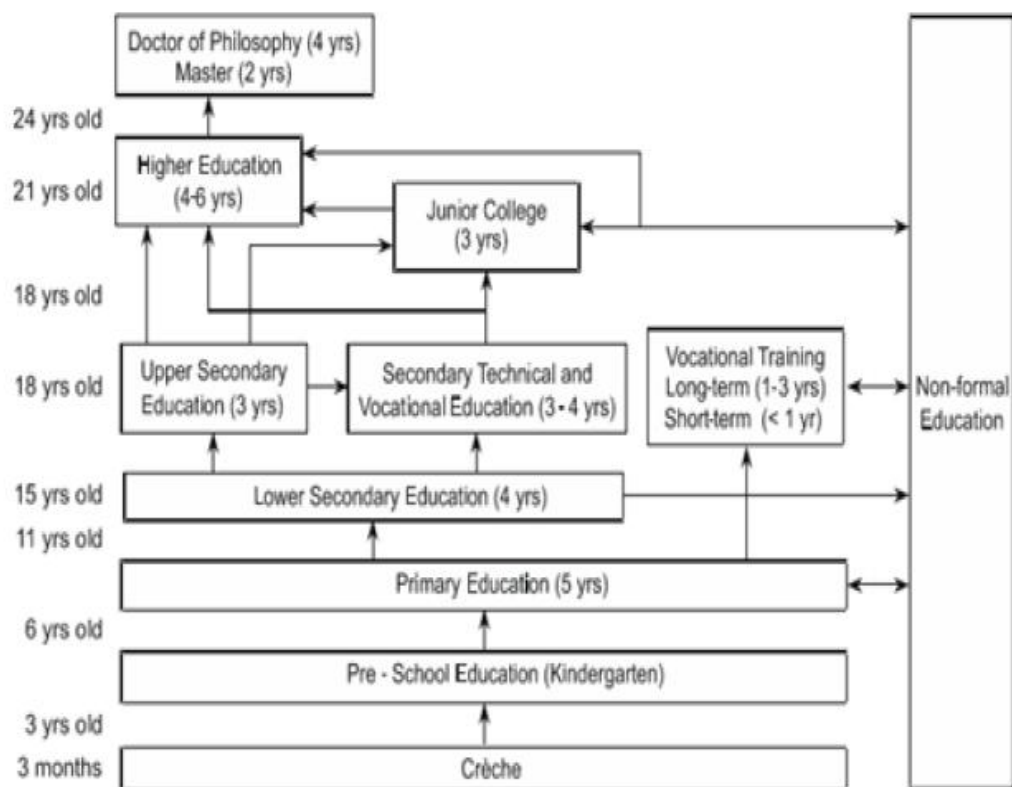 Doctor of Philosophy (4 yrs)
Master (2 yrs)
24 yrs old
Higher Education
(4-6 yrs)
21 yrs old
Junior College
(3 yrs)
18 yrs old
Upper Secondary
Education (3 yrs)
18 yrs old
Secondary Technical and
Vocational Education (3 - 4 yrs)
Vocational Training
Long-term (1-3 yrs)
Short-term (< 1 yr)
Non-formal
Education
15 yrs old
Lower Secondary Education (4 yrs)
11 yrs old
Primary Education (5 yrs)
6 yrs old
Pre - School Education (Kindergarten)
3 yrs old
3 months
Crèche